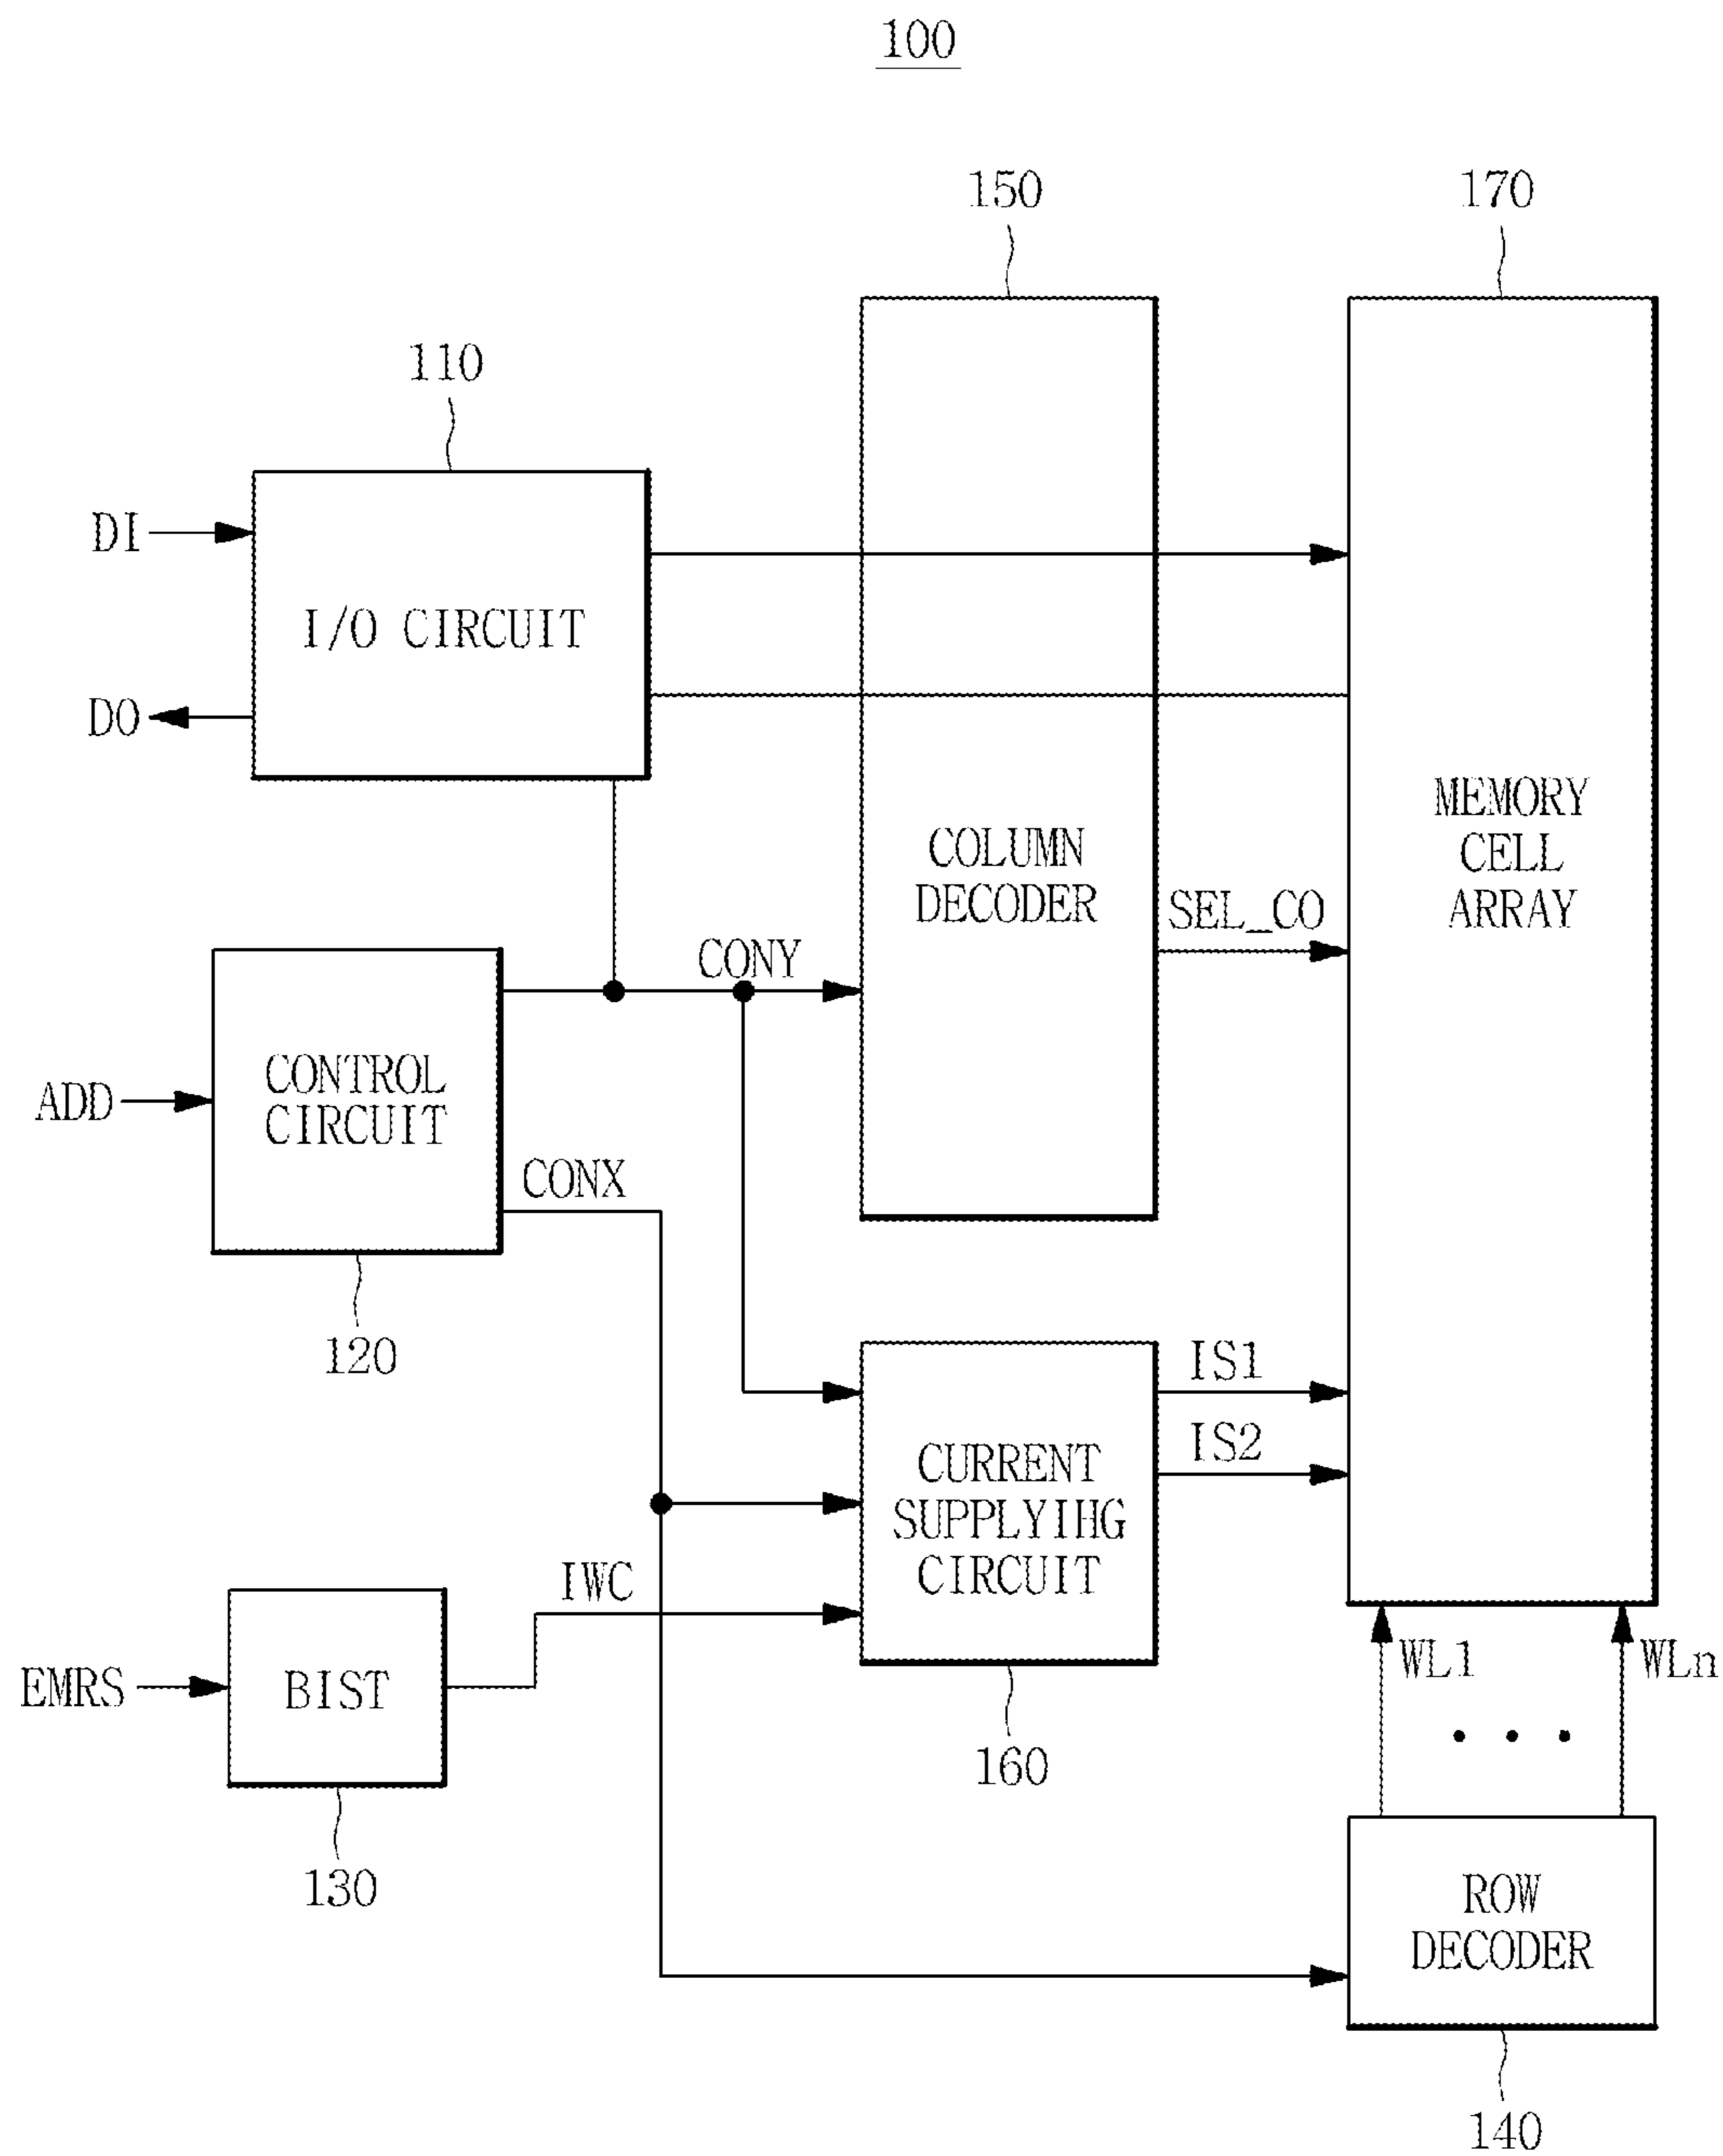 100
150
170
110
DI
I/O CIRCUIT
DO
COLUMN
DECODER
MEMORY
CELL
ARRAY
SEL_CO
CONY
CONTROL
CIRCUIT
ADD
CONX
120
IS1
IS2
CURRENT
SUPPLYIHG
CIRCUIT
IWC
EMRS
BIST
WL1
WLn
. . .
160
130
ROW
DECODER
140